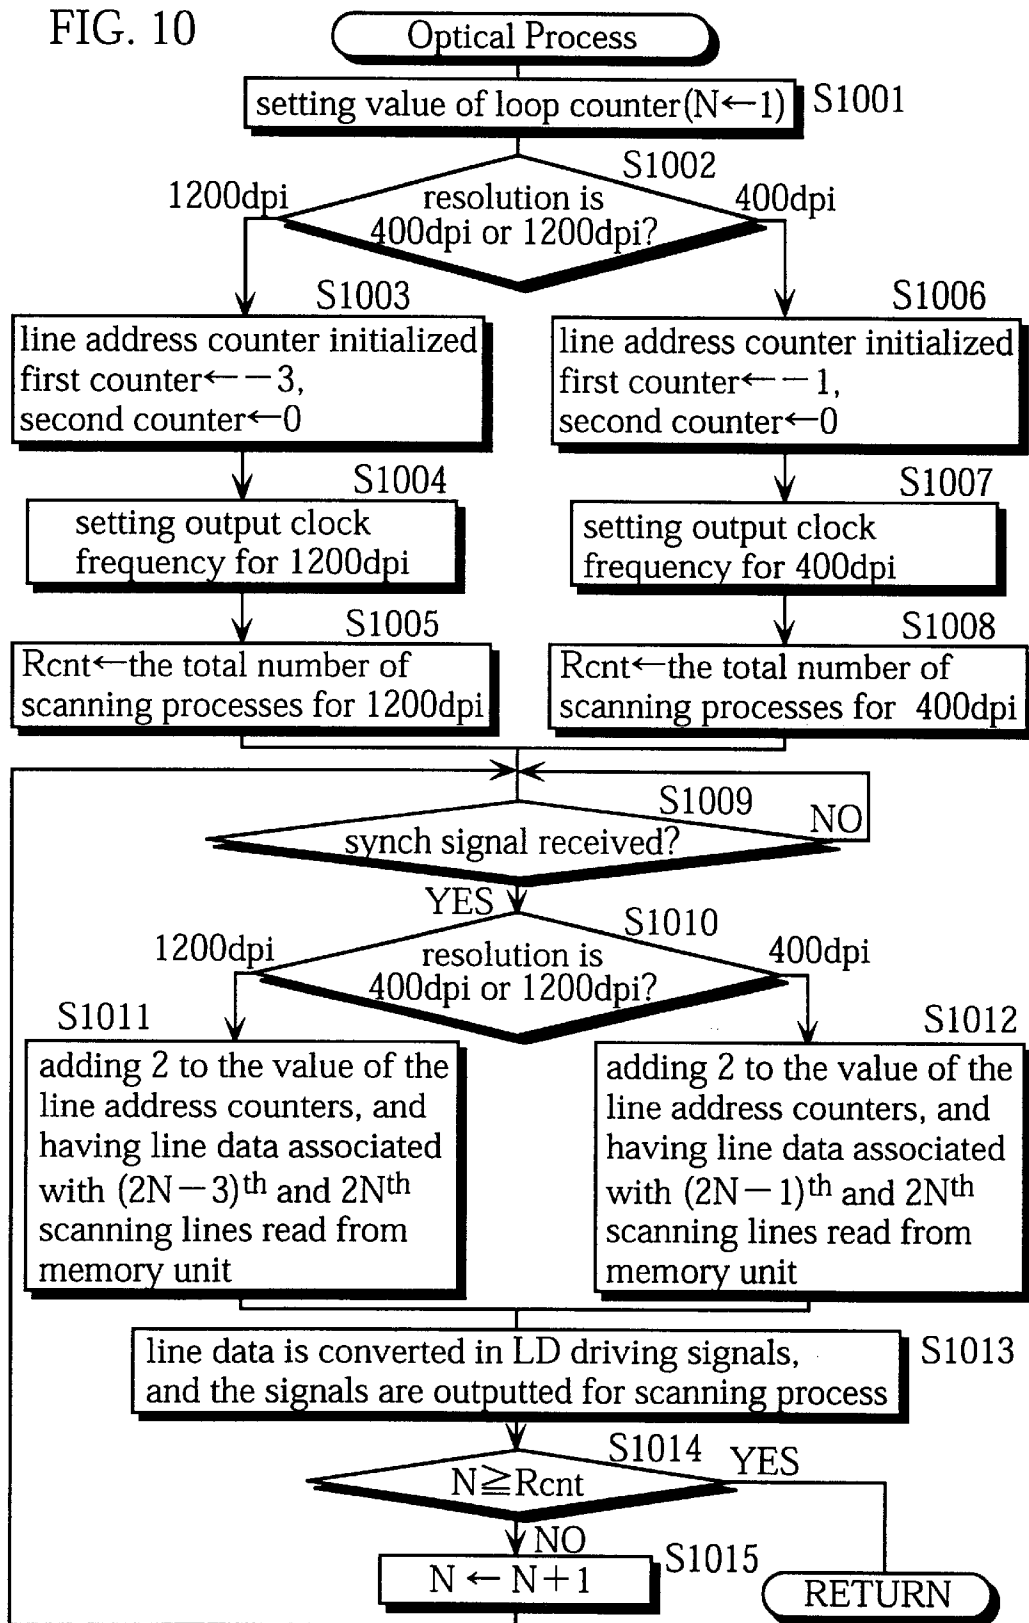 FIG. 10
Optical Process
setting value of loop counter(N←1)
S1001
S1002
1200dpi
resolution is
400dpi or 1200dpi?
400dpi
S1003
line address counter initialized
first counter←−3,
second counter←0
S1006
line address counter initialized
first counter←−1,
second counter←0
S1004
setting output clock
frequency for 1200dpi
S1007
setting output clock
frequency for 400dpi
S1005
Rcnt←the total number of
scanning processes for 1200dpi
S1008
Rcnt←the total number of
scanning processes for 400dpi
S1009
synch signal received?
NO
YES
S1010
1200dpi
resolution is
400dpi or 1200dpi?
400dpi
S1011
adding 2 to the value of the
line address counters, and
having line data associated
with (2N−3)th and 2Nth
scanning lines read from
memory unit
S1012
adding 2 to the value of the
line address counters, and
having line data associated
with (2N−1)th and 2Nth
scanning lines read from
memory unit
line data is converted in LD driving signals,
and the signals are outputted for scanning process
S1013
S1014
N≧Rcnt
YES
NO
N ← N+1
S1015
RETURN